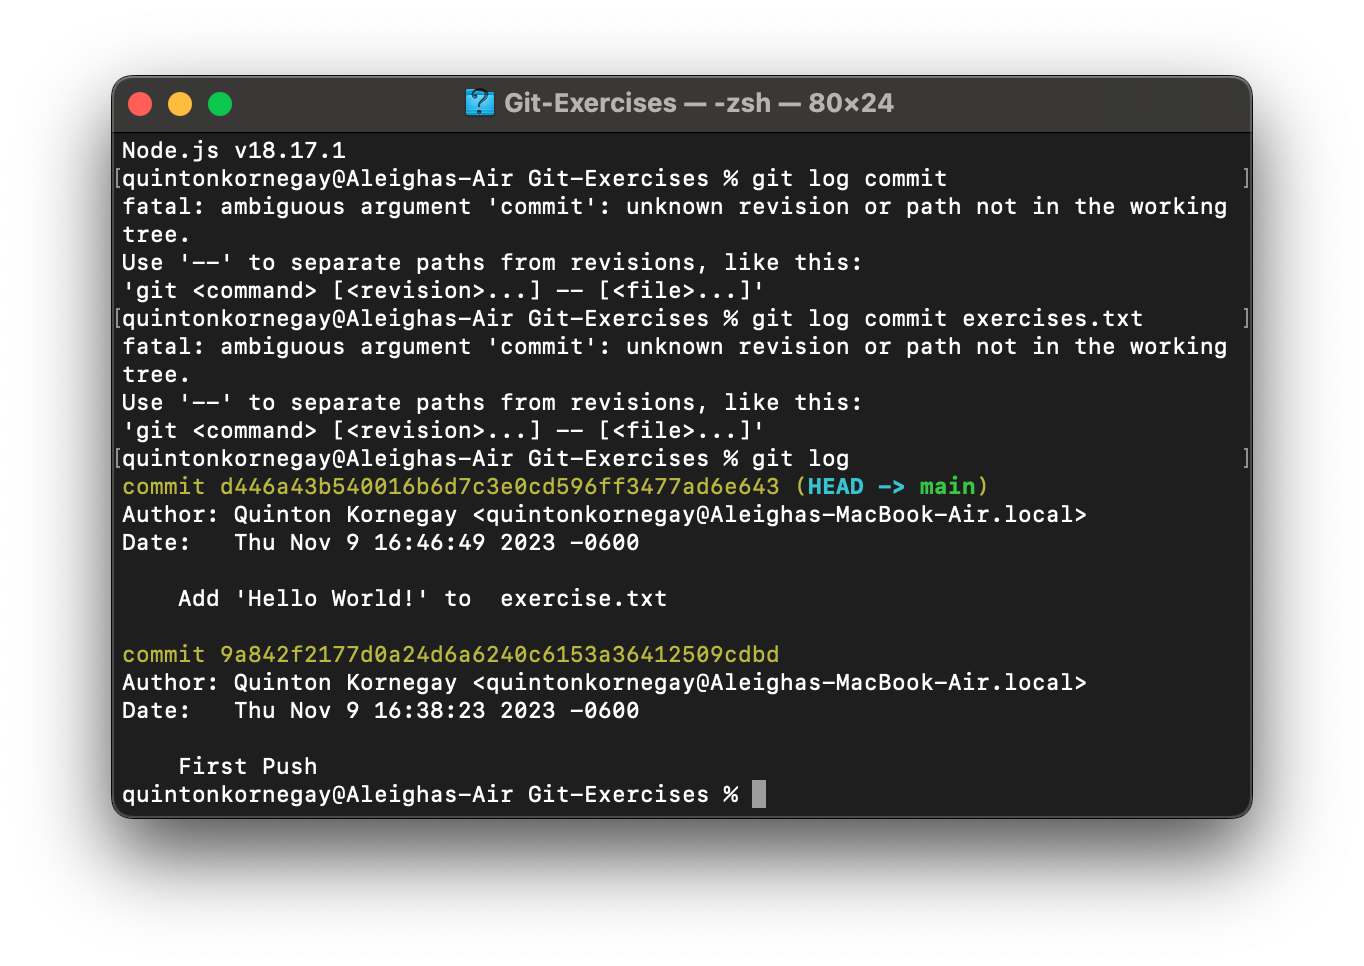 Git-Exercises — -zsh — 80×24
Node.js v18.17.1
[quintonkornegay@Aleighas-Air Git-Exercises % git log commit ]
fatal: ambiguous argument 'commit': unknown revision or path not in the working
tree.
Use '--' to separate paths from revisions, like this:
'git <command> [<revision>...] -- [<file>...]'
[quintonkornegay@Aleighas-Air Git-Exercises % git log commit exercises.txt ]
fatal: ambiguous argument 'commit': unknown revision or path not in the working
tree.
Use '--' to separate paths from revisions, like this:
'git <command> [<revision>...] -- [<file>...]'
[quintonkornegay@Aleighas-Air Git-Exercises % git log ]
commit d446a43b540016b6d7c3e0cd596ff3477ad6e643 (HEAD -> main)
Author: Quinton Kornegay <quintonkornegay@Aleighas-MacBook-Air.local>
Date:   Thu Nov 9 16:46:49 2023 -0600
    Add 'Hello World!' to  exercise.txt
commit 9a842f2177d0a24d6a6240c6153a36412509cdbd
Author: Quinton Kornegay <quintonkornegay@Aleighas-MacBook-Air.local>
Date:   Thu Nov 9 16:38:23 2023 -0600
    First Push
quintonkornegay@Aleighas-Air Git-Exercises %